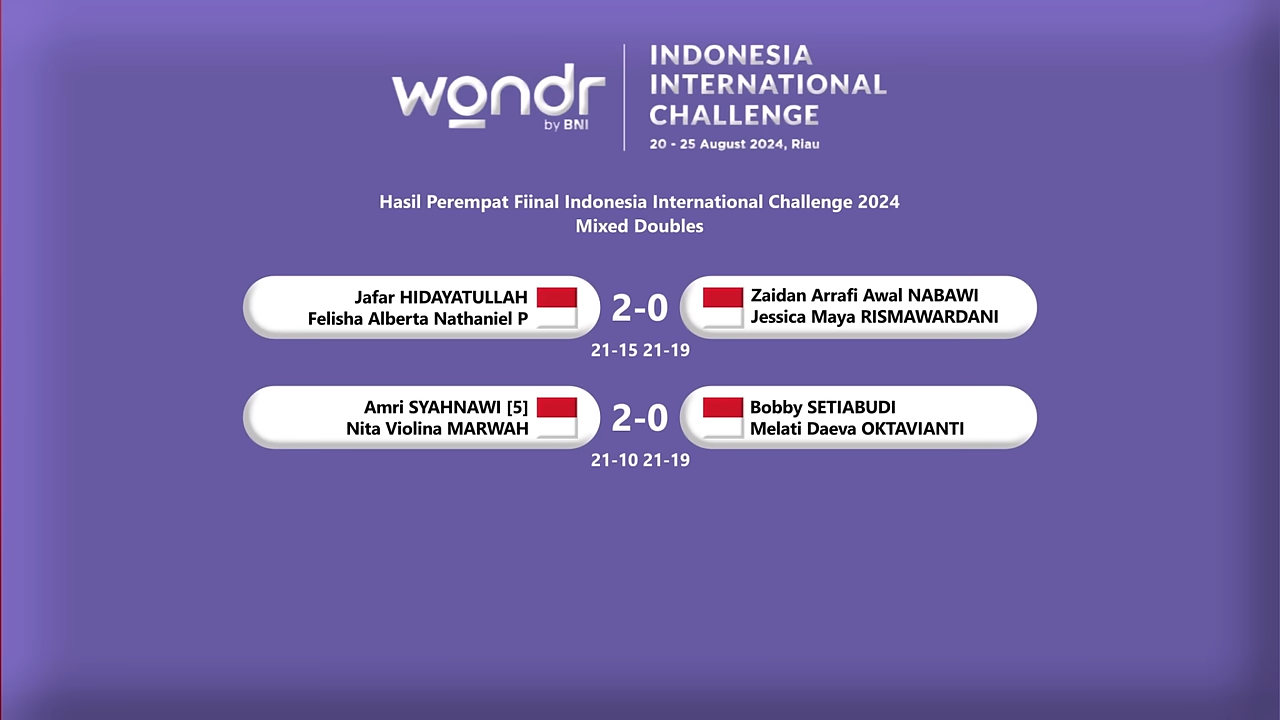 wondr
by BNI
INDONESIA
INTERNATIONAL
CHALLENGE
20 - 25 August 2024, Riau
Hasil Perempat Fiinal Indonesia International Challenge 2024
Mixed Doubles
Jafar HIDAYATULLAH
Felisha Alberta Nathaniel P
2-0
Zaidan Arrafi Awal NABAWI
Jessica Maya RISMAWARDANI
21-15 21-19
Amri SYAHNAWI [5]
Nita Violina MARWAH
2-0
Bobby SETIABUDI
Melati Daeva OKTAVIANTI
21-10 21-19